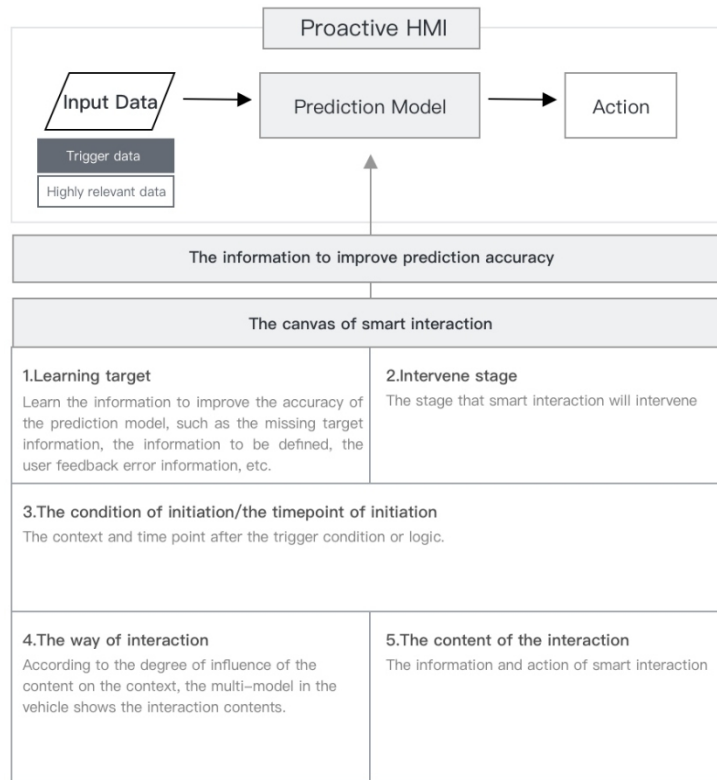 Proactive HMI
Input Data
Prediction Model
Action
Trigger data
Highly relevant data
The information to improve prediction accuracy
The canvas of smart interaction
1.Learning target
Learn the information to improve the accuracy of
the prediction model, such as the missing target
information, the information to be defined, the
user feedback error information, etc.
2.Intervene stage
The stage that smart interaction will intervene
3.The condition of initiation/the timepoint of initiation
The context and time point after the trigger condition or logic.
4.The way of interaction
According to the degree of influence of the
content on the context, the multi-model in the
vehicle shows the interaction contents.
5.The content of the interaction
The information and action of smart interaction